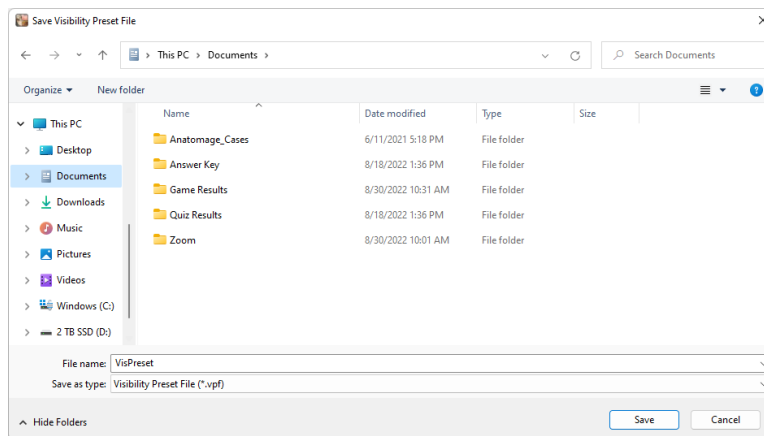 Save Visibility Preset File
This PC > Documents >
Search Documents
Organize
New folder
Name
Date modified
Type
Size
This PC
Desktop
Documents
Downloads
Music
Pictures
Videos
Windows (C:)
2 TB SSD (D:)
Anatomage_Cases 6/11/2021 5:18 PM File folder
Answer Key 8/18/2022 1:36 PM File folder
Game Results 8/30/2022 10:31 AM File folder
Quiz Results 8/18/2022 1:36 PM File folder
Zoom 8/30/2022 10:01 AM File folder
File name: VisPreset
Save as type: Visibility Preset File (*.vpf)
Hide Folders
Save
Cancel